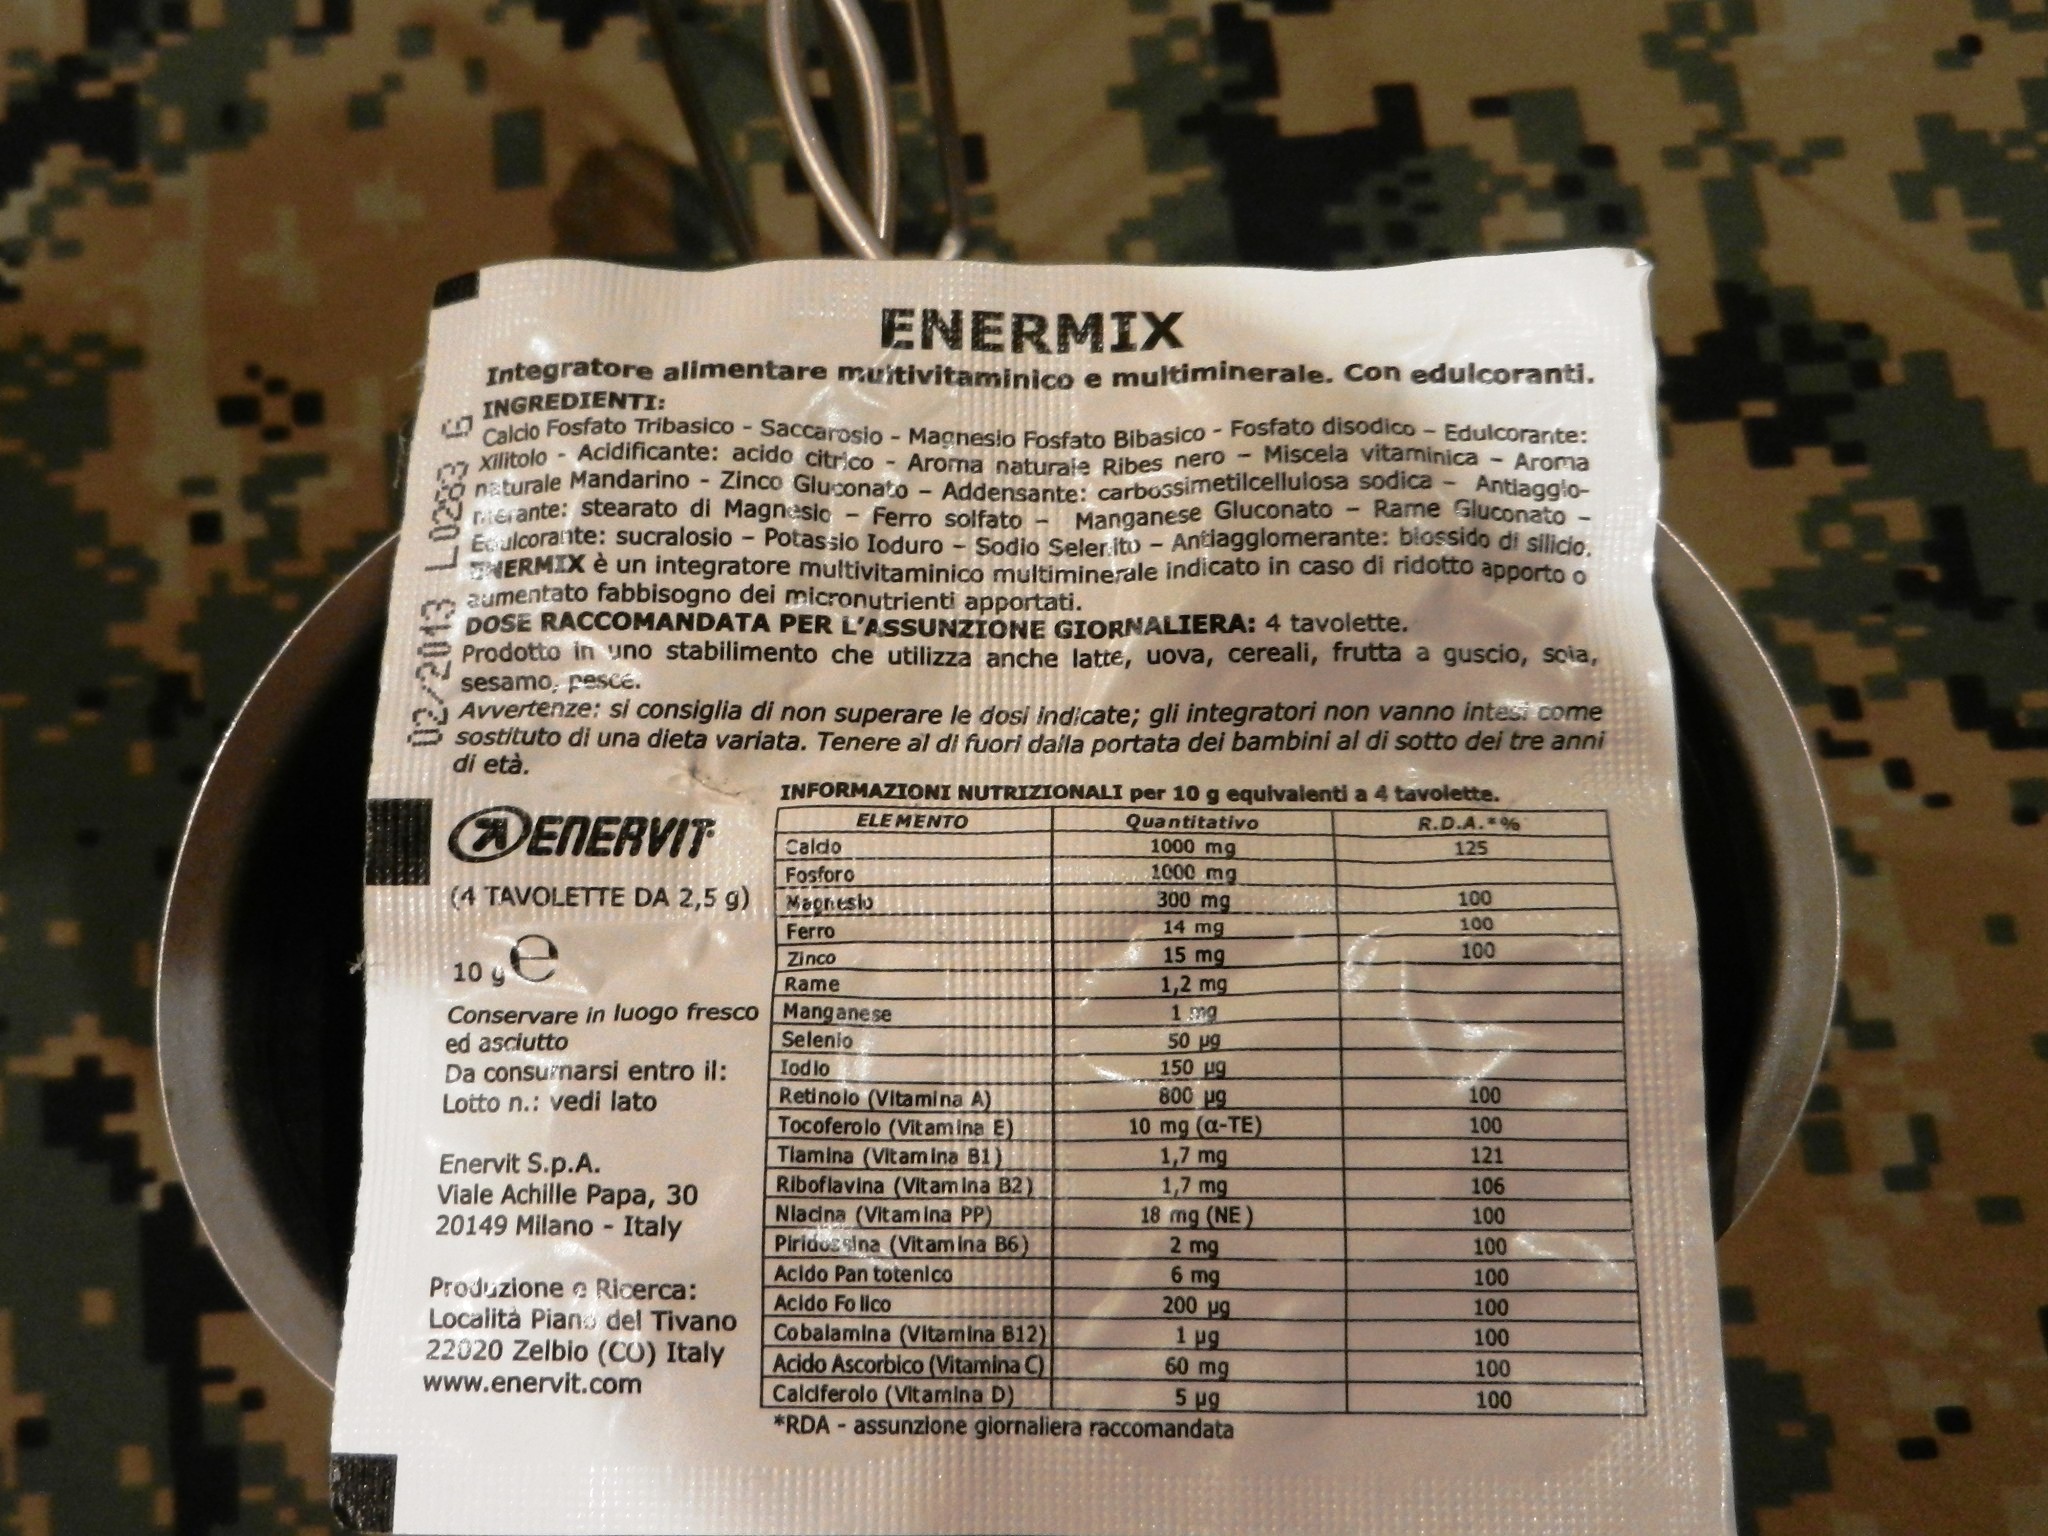 ENERMIX
Integratore alimentare multivitaminico e multiminerale. Con edulcoranti.
INGREDIENTI:
Calcio Fosfato Tribasico - Saccarosio - Magnesio Fosfato Bibasico - Fosfato disodico - Edulcorante:
Xilitolo - Acidificante: acido citrico - Aroma naturale Ribes nero - Miscela vitaminica - Aroma
naturale Mandarino - Zinco Gluconato - Addensante: carbossimetilcellulosa sodica - Antiagglo-
merante: stearato di Magnesio - Ferro solfato - Manganese Gluconato - Rame Gluconato -
Edulcorante: sucralosio - Potassio Ioduro - Sodio Selenito - Antiagglomerante: biossido di silicio.
ENERMIX è un integratore multivitaminico multiminerale indicato in caso di ridotto apporto o
aumentato fabbisogno dei micronutrienti apportati.
DOSE RACCOMANDATA PER L'ASSUNZIONE GIORNALIERA: 4 tavolette.
Prodotto in uno stabilimento che utilizza anche latte, uova, cereali, frutta a guscio, soia,
sesamo, pesce.
Avvertenze: si consiglia di non superare le dosi indicate; gli integratori non vanno intesi come
sostituto di una dieta variata. Tenere al di fuori dalla portata dei bambini al di sotto dei tre anni
di età.
02/2013 L0283 G
ENERVIT
(4 TAVOLETTE DA 2,5 g)
10 g e
Conservare in luogo fresco
ed asciutto
Da consumarsi entro il:
Lotto n.: vedi lato
Enervit S.p.A.
Viale Achille Papa, 30
20149 Milano - Italy
Produzione e Ricerca:
Località Piano del Tivano
22020 Zelbio (CO) Italy
www.enervit.com
INFORMAZIONI NUTRIZIONALI per 10 g equivalenti a 4 tavolette.
ELEMENTO Quantitativo R.D.A.*%
Calcio 1000 mg 125
Fosforo 1000 mg
Magnesio 300 mg 100
Ferro 14 mg 100
Zinco 15 mg 100
Rame 1,2 mg
Manganese 1 mg
Selenio 50 µg
Iodio 150 µg
Retinolo (Vitamina A) 800 µg 100
Tocoferolo (Vitamina E) 10 mg (α-TE) 100
Tiamina (Vitamina B1) 1,7 mg 121
Riboflavina (Vitamina B2) 1,7 mg 106
Niacina (Vitamina PP) 18 mg (NE) 100
Piridossina (Vitamina B6) 2 mg 100
Acido Pantotenico 6 mg 100
Acido Folico 200 µg 100
Cobalamina (Vitamina B12) 1 µg 100
Acido Ascorbico (Vitamina C) 60 mg 100
Calciferolo (Vitamina D) 5 µg 100
*RDA - assunzione giornaliera raccomandata